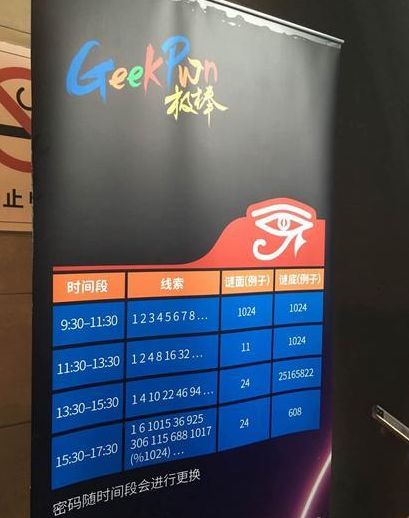 GeekPwn
极棒
止
时间段 线索 谜面(例子) 谜底(例子)
9:30–11:30 1 2 3 4 5 6 7 8 ... 1024 1024
11:30–13:30 1 2 4 8 16 32 ... 11 1024
13:30–15:30 1 4 10 22 46 94 ... 24 25165822
15:30–17:30 1 6 1015 36 925
306 115 688 1017
(%1024) ... 24 608
密码随时间段会进行更换